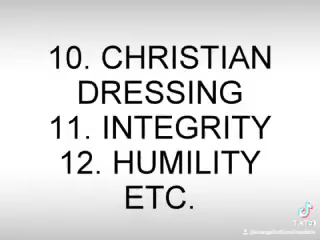 10. CHRISTIAN
DRESSING
11. INTEGRITY
12. HUMILITY
ETC.